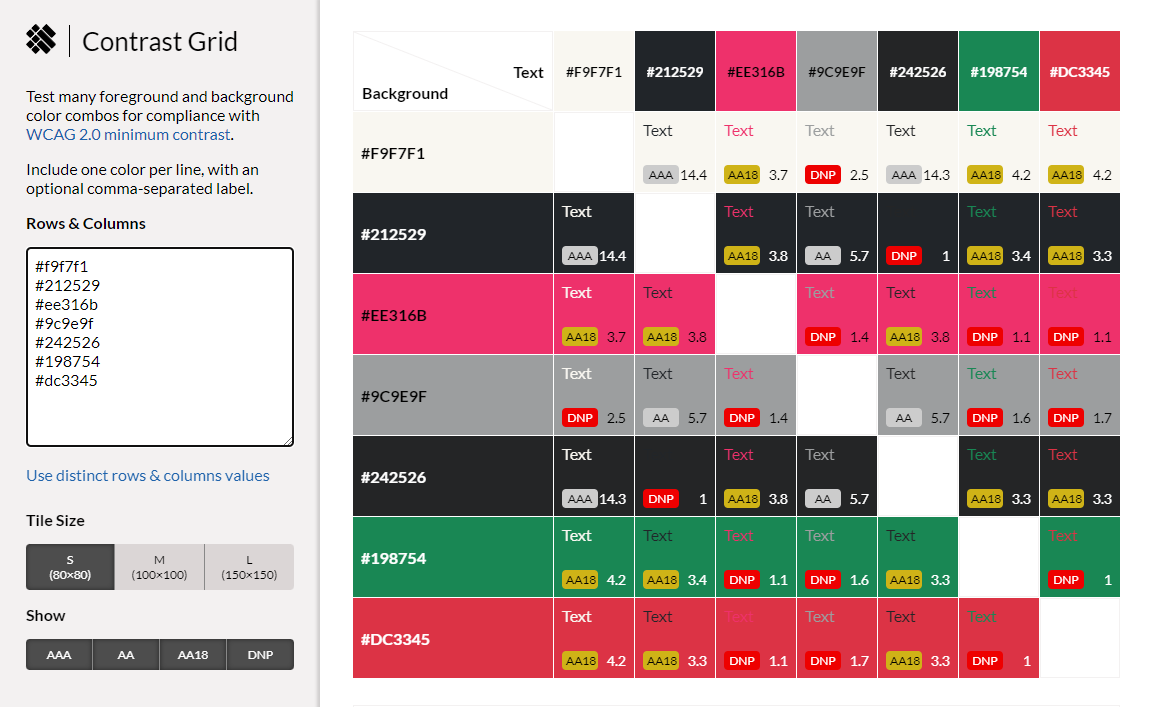 Contrast Grid
Test many foreground and background
color combos for compliance with
WCAG 2.0 minimum contrast.
Include one color per line, with an
optional comma-separated label.
Rows & Columns
#f9f7f1
#212529
#ee316b
#9c9e9f
#242526
#198754
#dc3345
Use distinct rows & columns values
Tile Size
S M L
(80×80) (100×100) (150×150)
Show
AAA AA AA18 DNP
Text #F9F7F1 #212529 #EE316B #9C9E9F #242526 #198754 #DC3345
Background
#F9F7F1
Text Text Text Text Text Text
AAA 14.4 AA18 3.7 DNP 2.5 AAA 14.3 AA18 4.2 AA18 4.2
#212529
Text Text Text Text Text
AAA 14.4 AA18 3.8 AA 5.7 DNP 1 AA18 3.4 AA18 3.3
#EE316B
Text Text Text Text Text Text
AA18 3.7 AA18 3.8 DNP 1.4 AA18 3.8 DNP 1.1 DNP 1.1
#9C9E9F
Text Text Text Text Text Text
DNP 2.5 AA 5.7 DNP 1.4 AA 5.7 DNP 1.6 DNP 1.7
#242526
Text Text Text Text Text
AAA 14.3 DNP 1 AA18 3.8 AA 5.7 AA18 3.3 AA18 3.3
#198754
Text Text Text Text Text Text
AA18 4.2 AA18 3.4 DNP 1.1 DNP 1.6 AA18 3.3 DNP 1
#DC3345
Text Text Text Text Text Text
AA18 4.2 AA18 3.3 DNP 1.1 DNP 1.7 AA18 3.3 DNP 1